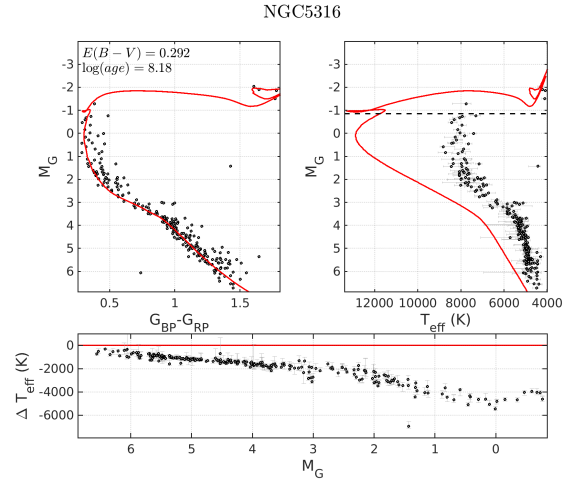 NGC5316
E(B − V) = 0.292
log(age) = 8.18
-3
-2
-1
0
1
2
3
4
5
6
M_G
0.5 1 1.5
G_BP-G_RP
-3
-2
-1
0
1
2
3
4
5
6
M_G
12000 10000 8000 6000 4000
T_eff (K)
0
-2000
-4000
-6000
Δ T_eff (K)
6 5 4 3 2 1 0
M_G